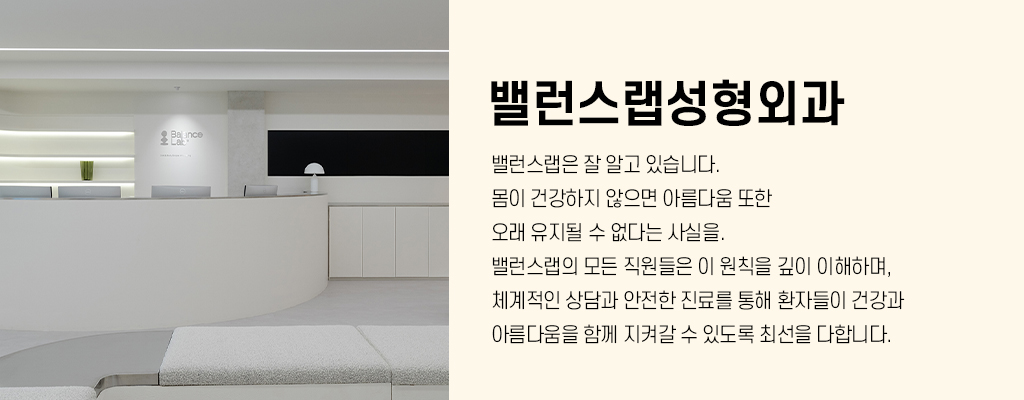 Balance
Lab
밸런스랩성형외과
밸런스랩은 잘 알고 있습니다.
몸이 건강하지 않으면 아름다움 또한
오래 유지될 수 없다는 사실을.
밸런스랩의 모든 직원들은 이 원칙을 깊이 이해하며,
체계적인 상담과 안전한 진료를 통해 환자들이 건강과
아름다움을 함께 지켜갈 수 있도록 최선을 다합니다.